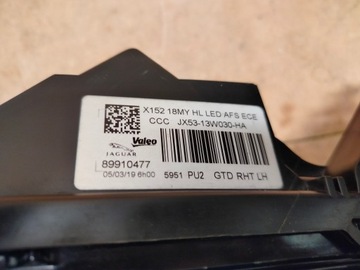 X152 18MY HL LED AFS ECE
CCC JX53-13W030-HA
Valeo
JAGUAR
89910477
05/03/19 6h00 5951 PU2 GTD RHT LH